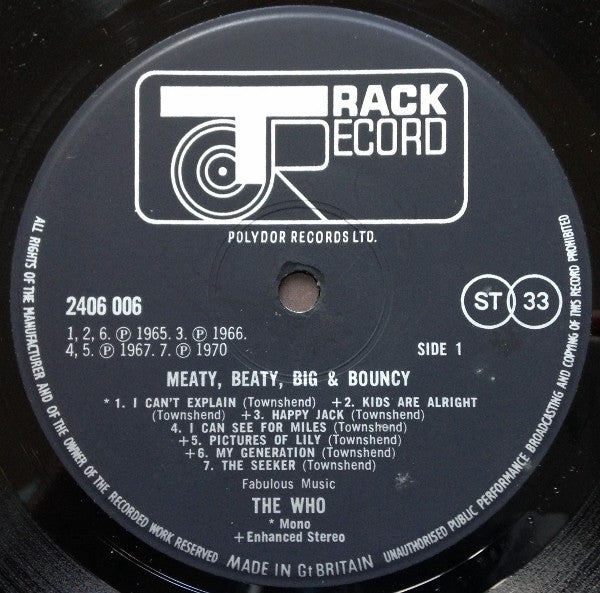 TRACK
RECORD
POLYDOR RECORDS LTD.
2406 006
ST 33
1, 2, 6. ℗ 1965. 3. ℗ 1966.
4, 5. ℗ 1967. 7. ℗ 1970
SIDE 1
MEATY, BEATY, BIG & BOUNCY
* 1. I CAN'T EXPLAIN (Townshend) +2. KIDS ARE ALRIGHT
(Townshend) +3. HAPPY JACK (Townshend)
4. I CAN SEE FOR MILES (Townshend)
+5. PICTURES OF LILY (Townshend)
+6. MY GENERATION (Townshend)
7. THE SEEKER (Townshend)
Fabulous Music
THE WHO
* Mono
+Enhanced Stereo
ALL RIGHTS OF THE MANUFACTURER AND OF THE OWNER OF THE RECORDED WORK RESERVED
MADE IN Gt BRITAIN
UNAUTHORISED PUBLIC PERFORMANCE BROADCASTING AND COPYING OF THIS RECORD PROHIBITED